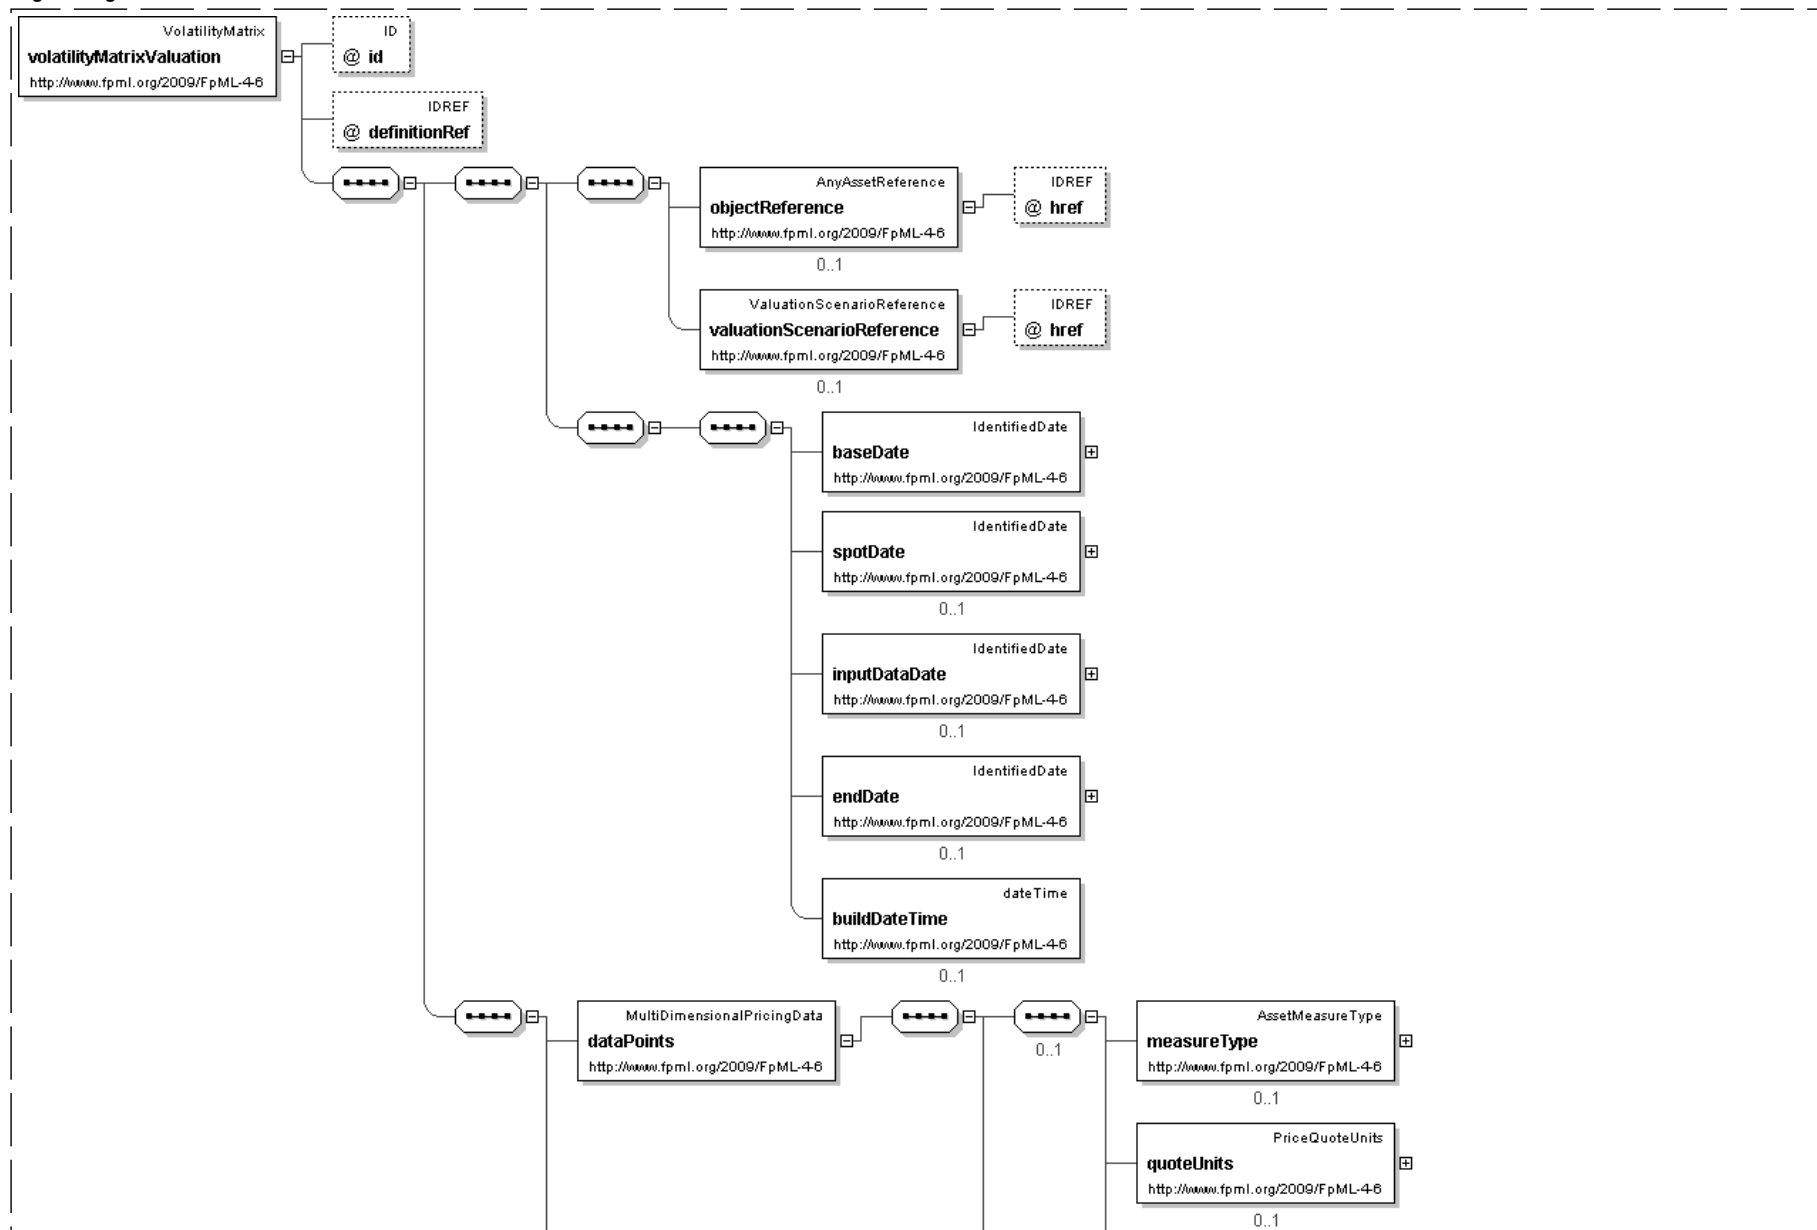 VolatilityMatrix
volatilityMatrixValuation
http://www.fpml.org/2009/FpML-4-6
ID
@ id
IDREF
@ definitionRef
AnyAssetReference
objectReference
http://www.fpml.org/2009/FpML-4-6
0..1
IDREF
@ href
ValuationScenarioReference
valuationScenarioReference
http://www.fpml.org/2009/FpML-4-6
0..1
IDREF
@ href
IdentifiedDate
baseDate
http://www.fpml.org/2009/FpML-4-6
IdentifiedDate
spotDate
http://www.fpml.org/2009/FpML-4-6
0..1
IdentifiedDate
inputDataDate
http://www.fpml.org/2009/FpML-4-6
0..1
IdentifiedDate
endDate
http://www.fpml.org/2009/FpML-4-6
0..1
dateTime
buildDateTime
http://www.fpml.org/2009/FpML-4-6
0..1
MultiDimensionalPricingData
dataPoints
http://www.fpml.org/2009/FpML-4-6
0..1
AssetMeasureType
measureType
http://www.fpml.org/2009/FpML-4-6
0..1
PriceQuoteUnits
quoteUnits
http://www.fpml.org/2009/FpML-4-6
0..1